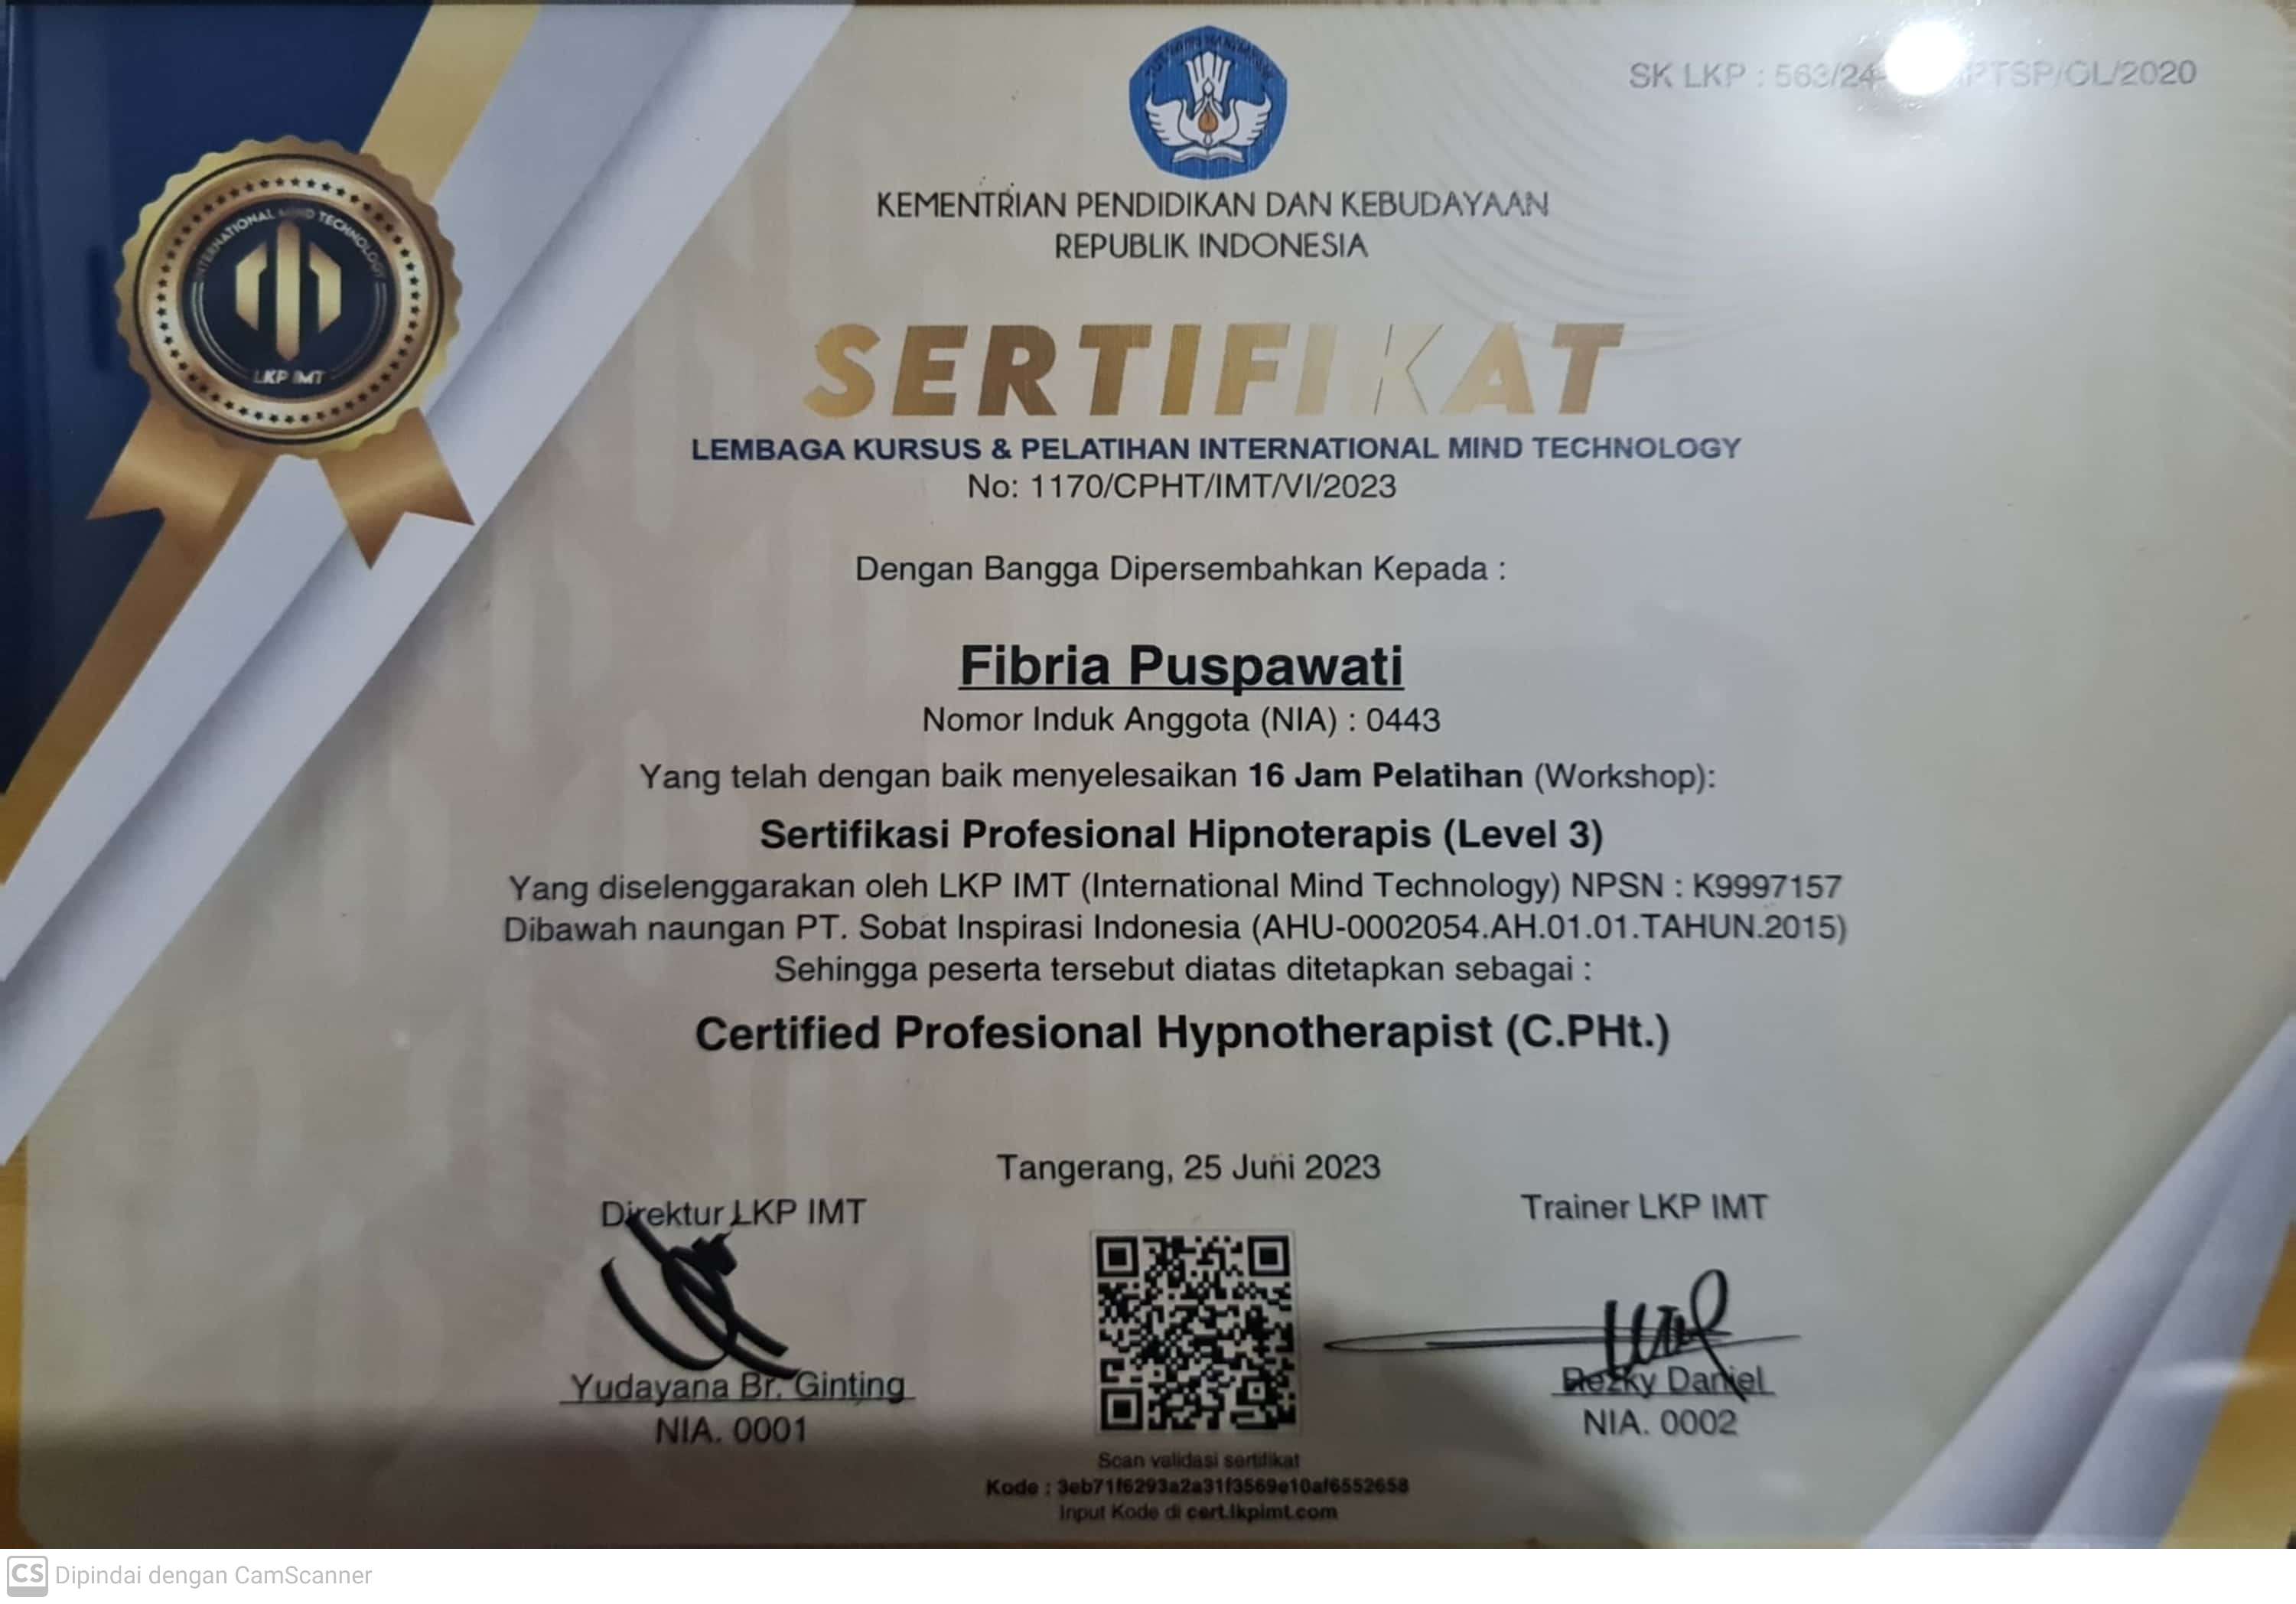 SK LKP : 563/24 PTSP/OL/2020
INTERNATIONAL MIND TECHNOLOGY
LKP IMT
KEMENTRIAN PENDIDIKAN DAN KEBUDAYAAN
REPUBLIK INDONESIA
SERTIFIKAT
LEMBAGA KURSUS & PELATIHAN INTERNATIONAL MIND TECHNOLOGY
No: 1170/CPHT/IMT/VI/2023
Dengan Bangga Dipersembahkan Kepada :
Fibria Puspawati
Nomor Induk Anggota (NIA) : 0443
Yang telah dengan baik menyelesaikan 16 Jam Pelatihan (Workshop):
Sertifikasi Profesional Hipnoterapis (Level 3)
Yang diselenggarakan oleh LKP IMT (International Mind Technology) NPSN : K9997157
Dibawah naungan PT. Sobat Inspirasi Indonesia (AHU-0002054.AH.01.01.TAHUN.2015)
Sehingga peserta tersebut diatas ditetapkan sebagai :
Certified Profesional Hypnotherapist (C.PHt.)
Tangerang, 25 Juni 2023
Direktur LKP IMT
Yudayana Br. Ginting
NIA. 0001
Trainer LKP IMT
Rezky Daniel
NIA. 0002
Scan validasi sertifikat
Kode : 3eb71f6293a2a31f3569e10af6552658
Input Kode di cert.lkpimt.com
CS Dipindai dengan CamScanner